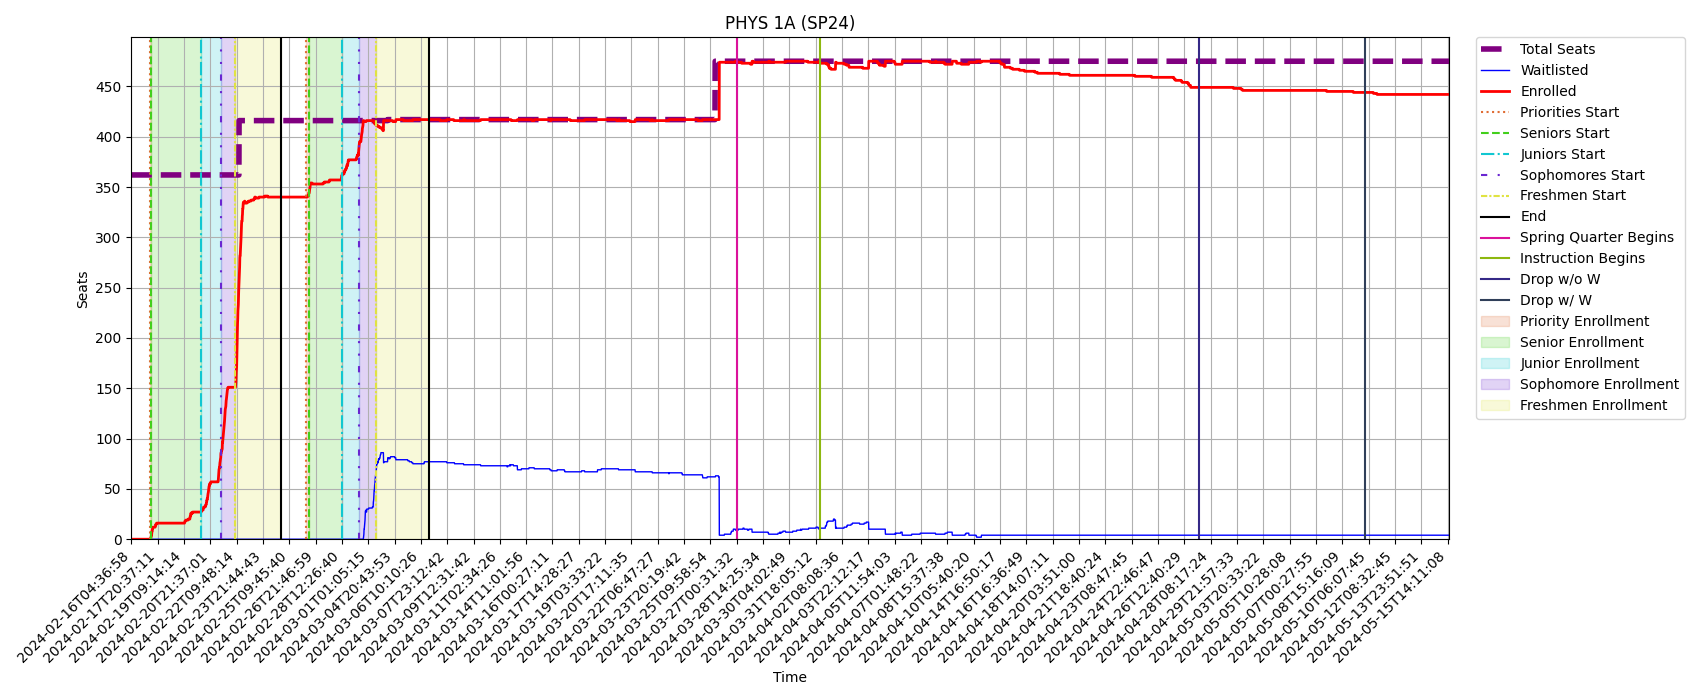 PHYS 1A (SP24)
Seats
450
400
350
300
250
200
150
100
50
0
2024-02-16T04:36:58
2024-02-17T20:37:11
2024-02-19T09:14:14
2024-02-20T21:37:01
2024-02-22T09:48:14
2024-02-23T21:44:43
2024-02-25T09:45:40
2024-02-26T21:46:59
2024-02-28T12:26:40
2024-03-01T01:05:15
2024-03-04T20:43:53
2024-03-06T10:10:26
2024-03-07T23:12:42
2024-03-09T12:31:42
2024-03-11T02:34:26
2024-03-14T11:01:56
2024-03-16T00:27:11
2024-03-17T14:28:27
2024-03-19T03:33:22
2024-03-20T17:11:35
2024-03-22T06:47:27
2024-03-23T20:19:42
2024-03-25T09:58:54
2024-03-27T00:31:32
2024-03-28T14:25:34
2024-03-30T04:02:49
2024-03-31T18:05:12
2024-04-02T08:08:36
2024-04-03T22:12:17
2024-04-05T11:54:03
2024-04-07T01:48:22
2024-04-08T15:37:38
2024-04-10T05:40:20
2024-04-14T16:50:17
2024-04-16T16:36:49
2024-04-18T14:07:11
2024-04-20T03:51:00
2024-04-21T18:40:24
2024-04-23T08:47:45
2024-04-24T22:46:47
2024-04-26T12:40:29
2024-04-28T08:17:24
2024-04-29T21:57:33
2024-05-03T20:33:22
2024-05-05T10:28:08
2024-05-07T00:27:55
2024-05-08T15:16:09
2024-05-10T06:07:45
2024-05-12T08:32:45
2024-05-13T23:51:51
2024-05-15T14:11:08
Time
Total Seats
Waitlisted
Enrolled
Priorities Start
Seniors Start
Juniors Start
Sophomores Start
Freshmen Start
End
Spring Quarter Begins
Instruction Begins
Drop w/o W
Drop w/ W
Priority Enrollment
Senior Enrollment
Junior Enrollment
Sophomore Enrollment
Freshmen Enrollment